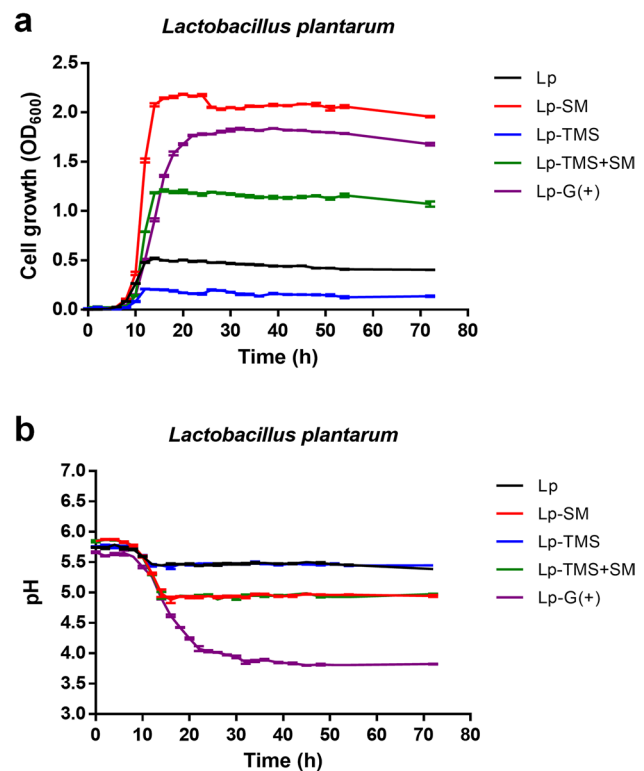 a
Lactobacillus plantarum
Cell growth (OD600)
2.5
2.0
1.5
1.0
0.5
0.0
0 10 20 30 40 50 60 70 80
Time (h)
Lp
Lp-SM
Lp-TMS
Lp-TMS+SM
Lp-G(+)
b
Lactobacillus plantarum
pH
7.0
6.5
6.0
5.5
5.0
4.5
4.0
3.5
3.0
0 10 20 30 40 50 60 70 80
Time (h)
Lp
Lp-SM
Lp-TMS
Lp-TMS+SM
Lp-G(+)